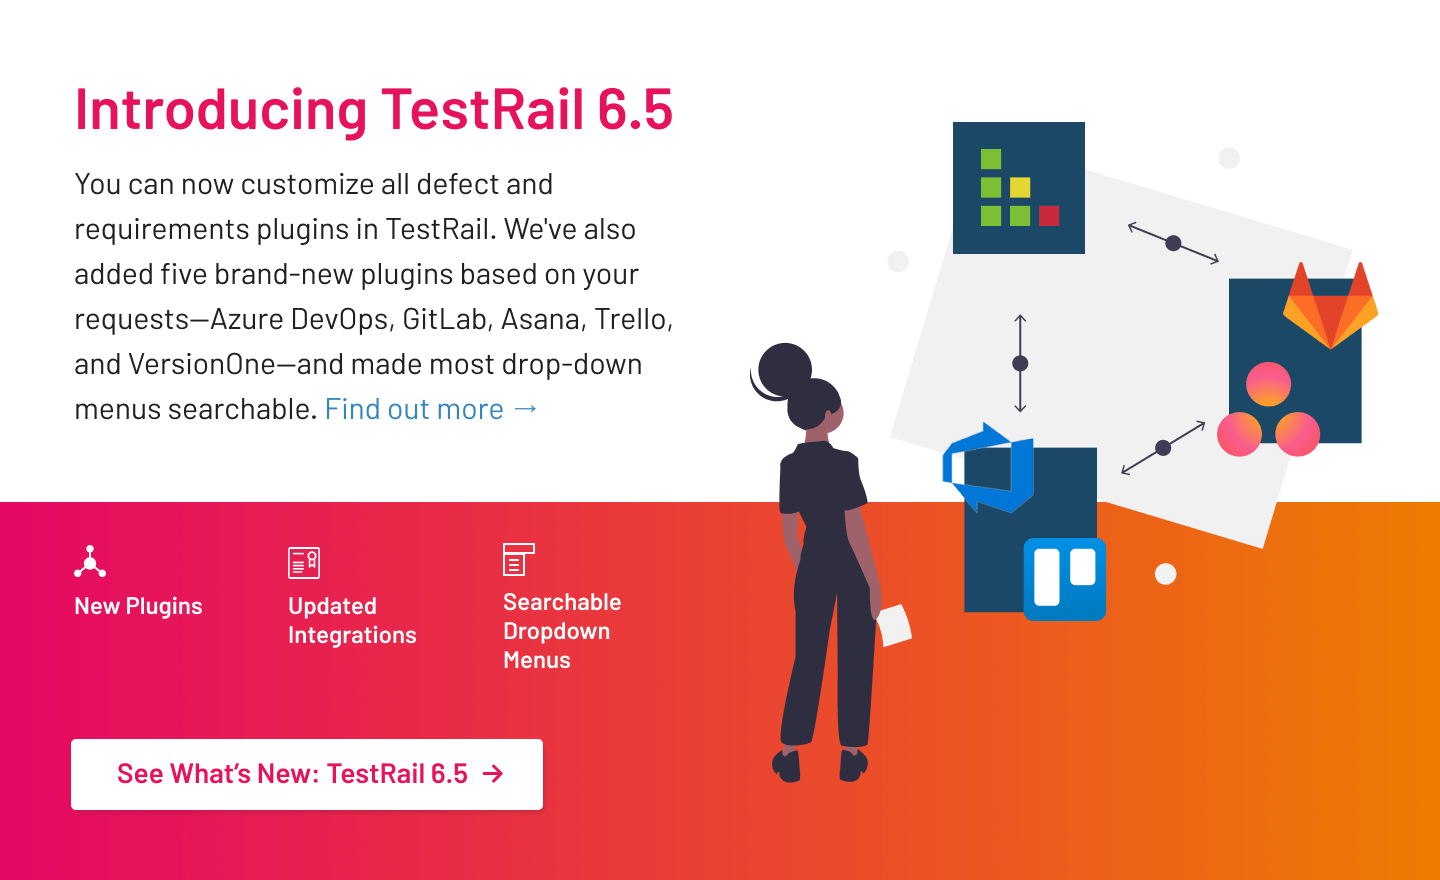 Introducing TestRail 6.5
You can now customize all defect and
requirements plugins in TestRail. We've also
added five brand-new plugins based on your
requests—Azure DevOps, GitLab, Asana, Trello,
and VersionOne—and made most drop-down
menus searchable. Find out more →
New Plugins
Updated
Integrations
Searchable
Dropdown
Menus
See What’s New: TestRail 6.5 →